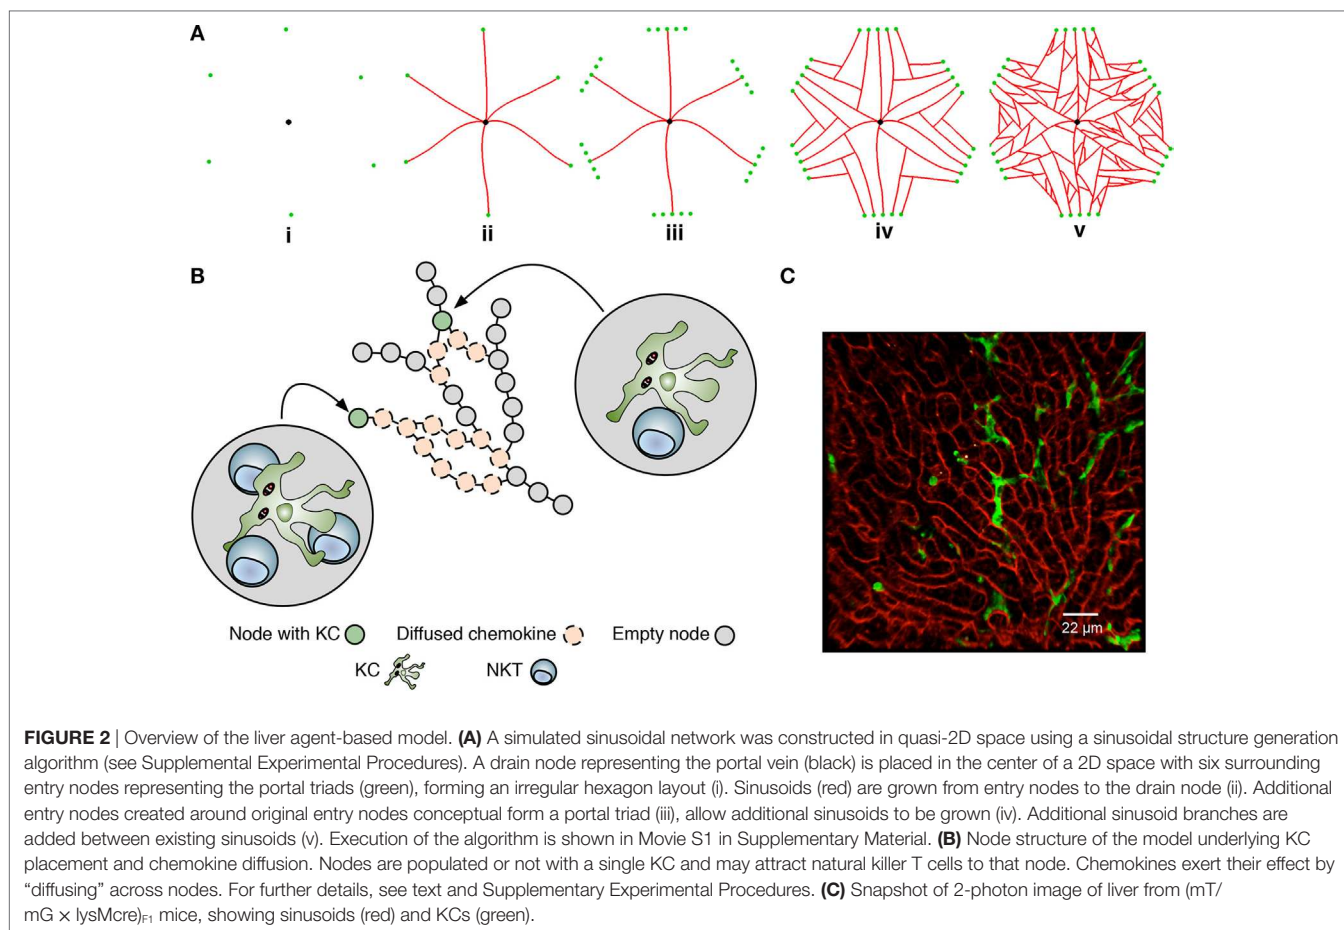 A
i
ii
iii
iv
v
B
C
22 µm
Node with KC
Diffused chemokine
Empty node
KC
NKT
FIGURE 2 | Overview of the liver agent-based model. (A) A simulated sinusoidal network was constructed in quasi-2D space using a sinusoidal structure generation
algorithm (see Supplemental Experimental Procedures). A drain node representing the portal vein (black) is placed in the center of a 2D space with six surrounding
entry nodes representing the portal triads (green), forming an irregular hexagon layout (i). Sinusoids (red) are grown from entry nodes to the drain node (ii). Additional
entry nodes created around original entry nodes conceptual form a portal triad (iii), allow additional sinusoids to be grown (iv). Additional sinusoid branches are
added between existing sinusoids (v). Execution of the algorithm is shown in Movie S1 in Supplementary Material. (B) Node structure of the model underlying KC
placement and chemokine diffusion. Nodes are populated or not with a single KC and may attract natural killer T cells to that node. Chemokines exert their effect by
“diffusing” across nodes. For further details, see text and Supplementary Experimental Procedures. (C) Snapshot of 2-photon image of liver from (mT/
mG × lysMcre)F1 mice, showing sinusoids (red) and KCs (green).